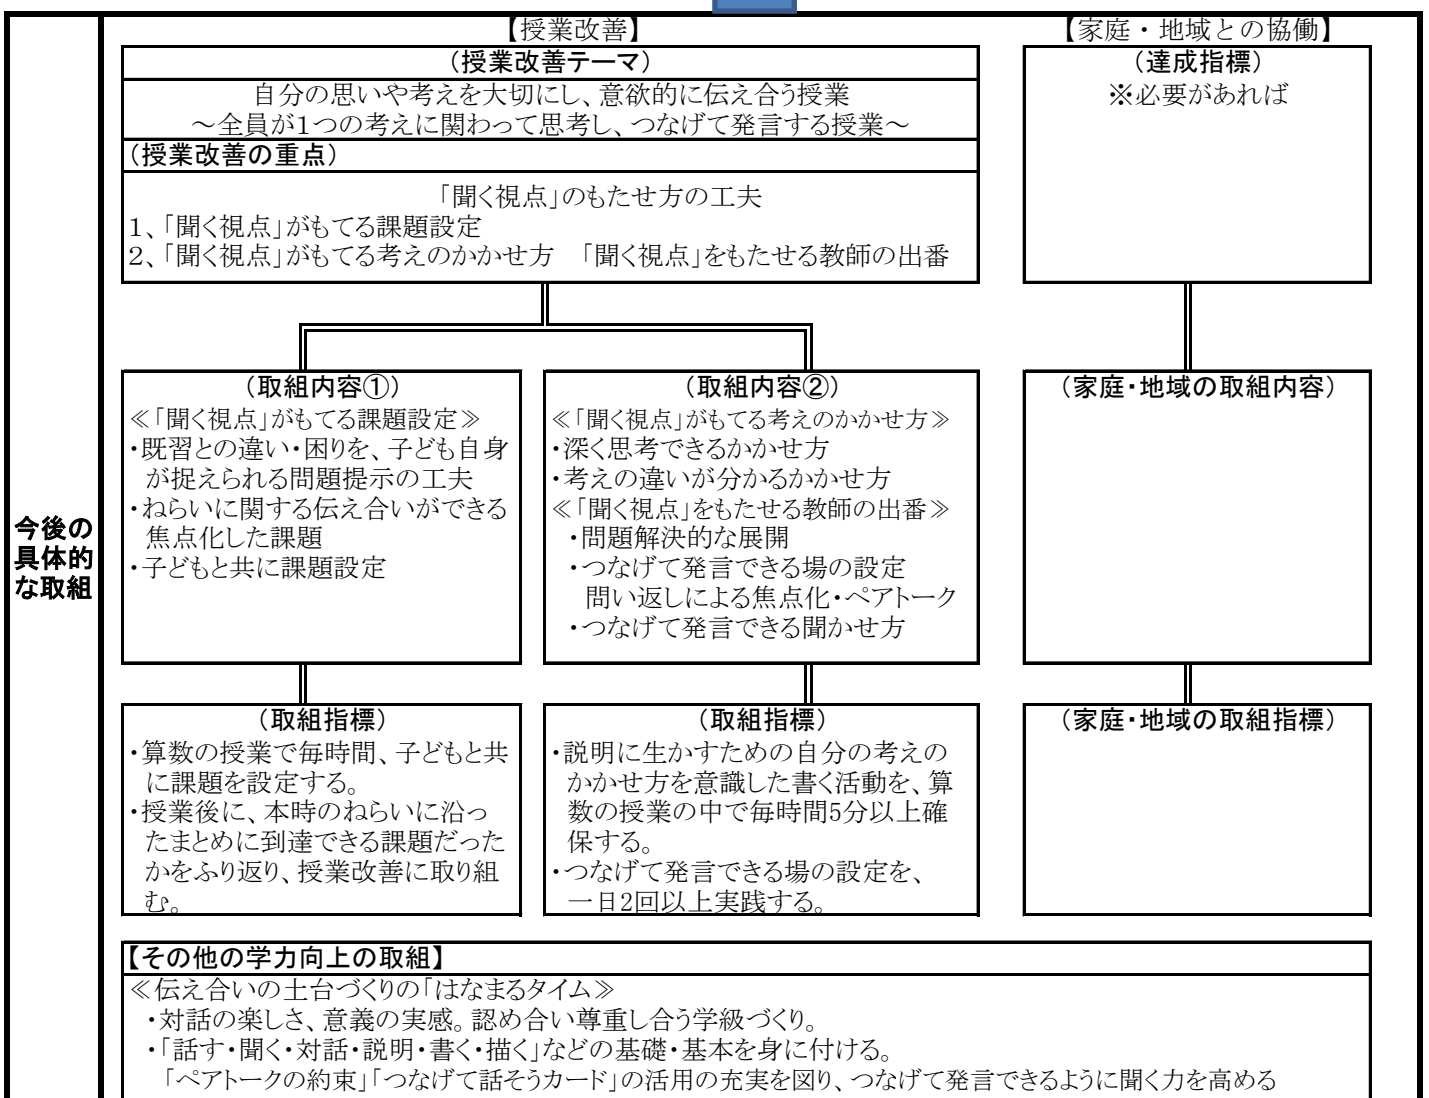 今後の
具体的
な取組
【授業改善】
（授業改善テーマ）
自分の思いや考えを大切にし、意欲的に伝え合う授業
～全員が1つの考えに関わって思考し、つなげて発言する授業～
（授業改善の重点）
「聞く視点」のもたせ方の工夫
1、「聞く視点」がもてる課題設定
2、「聞く視点」がもてる考えのかかせ方　「聞く視点」をもたせる教師の出番
【家庭・地域との協働】
（達成指標）
※必要があれば
（取組内容①）
≪「聞く視点」がもてる課題設定≫
・既習との違い・困りを、子ども自身
が捉えられる問題提示の工夫
・ねらいに関する伝え合いができる
焦点化した課題
・子どもと共に課題設定
（取組内容②）
≪「聞く視点」がもてる考えのかかせ方≫
・深く思考できるかかせ方
・考えの違いが分かるかかせ方
≪「聞く視点」をもたせる教師の出番≫
・問題解決的な展開
・つなげて発言できる場の設定
問い返しによる焦点化・ペアトーク
・つなげて発言できる聞かせ方
（家庭・地域の取組内容）
（取組指標）
・算数の授業で毎時間、子どもと共
に課題を設定する。
・授業後に、本時のねらいに沿っ
たまとめに到達できる課題だった
かをふり返り、授業改善に取り組
む。
（取組指標）
・説明に生かすための自分の考えの
かかせ方を意識した書く活動を、算
数の授業の中で毎時間5分以上確
保する。
・つなげて発言できる場の設定を、
一日2回以上実践する。
（家庭・地域の取組指標）
【その他の学力向上の取組】
≪伝え合いの土台づくりの「はなまるタイム≫
・対話の楽しさ、意義の実感。認め合い尊重し合う学級づくり。
・「話す・聞く・対話・説明・書く・描く」などの基礎・基本を身に付ける。
「ペアトークの約束」「つなげて話そうカード」の活用の充実を図り、つなげて発言できるように聞く力を高める